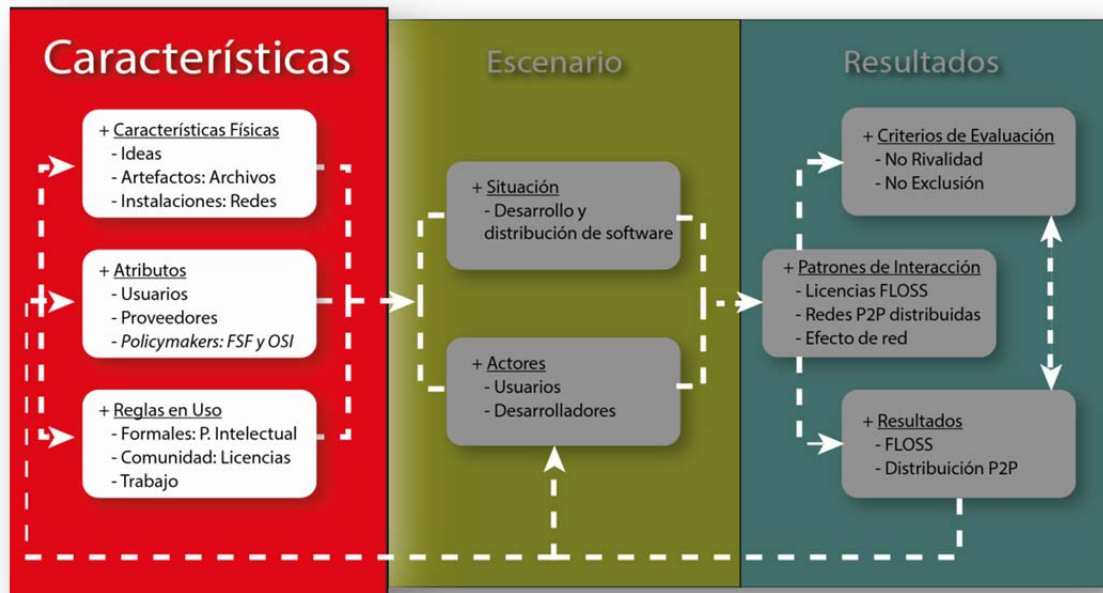 Características
+ Características Físicas
- Ideas
- Artefactos: Archivos
- Instalaciones: Redes
+ Atributos
- Usuarios
- Proveedores
- Policymakers: FSF y OSI
+ Reglas en Uso
- Formales: P. Intelectual
- Comunidad: Licencias
- Trabajo
Escenario
+ Situación
- Desarrollo y
distribución de software
+ Actores
- Usuarios
- Desarrolladores
Resultados
+ Criterios de Evaluación
- No Rivalidad
- No Exclusión
+ Patrones de Interacción
- Licencias FLOSS
- Redes P2P distribuidas
- Efecto de red
+ Resultados
- FLOSS
- Distribuición P2P